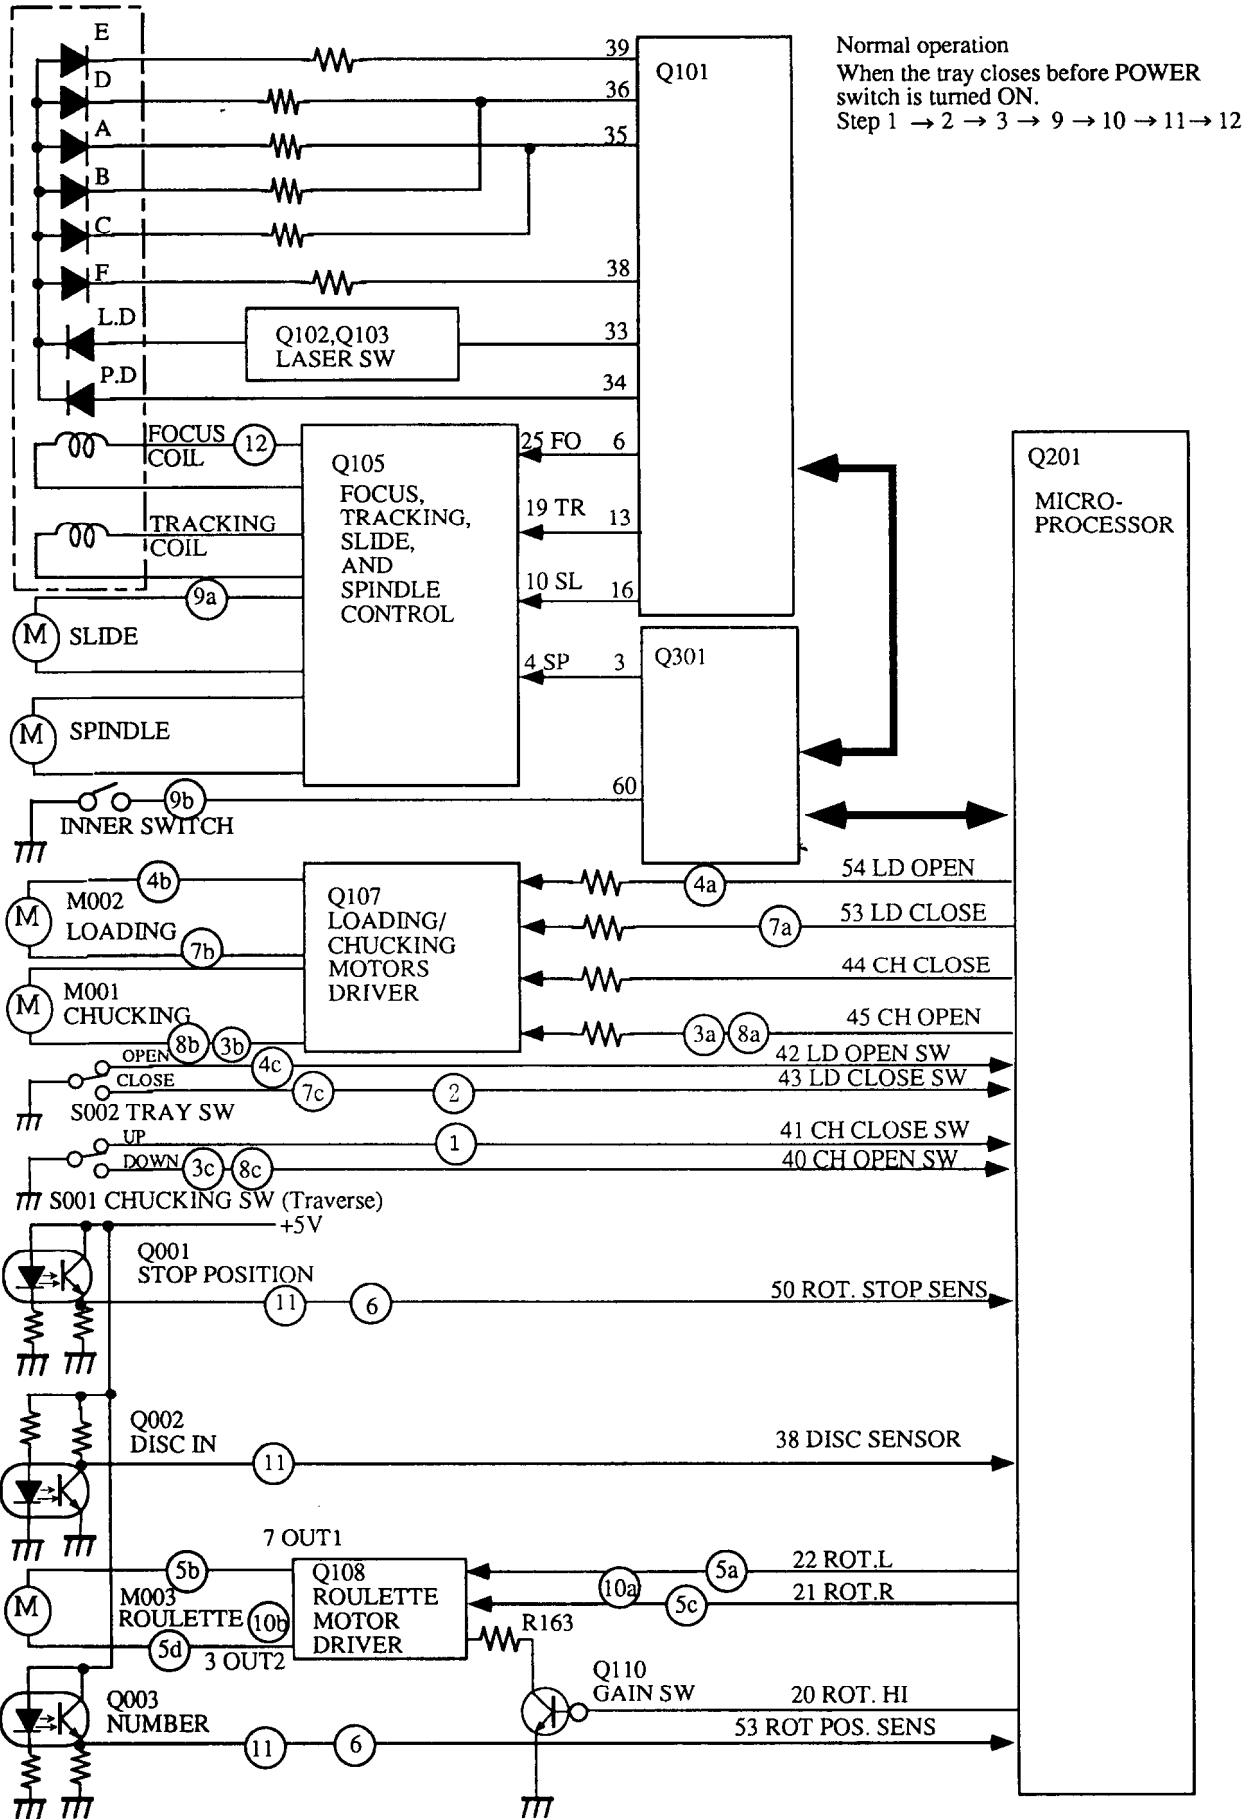 E
39
Q101
Normal operation
When the tray closes before POWER
switch is turned ON.
Step 1 → 2 → 3 → 9 → 10 → 11 → 12
D
36
A
35
B
C
F
38
L.D
Q102,Q103
LASER SW
33
P.D
34
FOCUS
COIL
12
25 FO
6
Q105
FOCUS,
TRACKING,
SLIDE,
AND
SPINDLE
CONTROL
Q201
MICRO-
PROCESSOR
TRACKING
COIL
19 TR
13
9a
10 SL
16
M
SLIDE
4 SP
3
Q301
M
SPINDLE
9b
60
INNER SWITCH
4b
M
M002
LOADING
7b
Q107
LOADING/
CHUCKING
MOTORS
DRIVER
4a
54 LD OPEN
7a
53 LD CLOSE
44 CH CLOSE
M
M001
CHUCKING
8b
3b
3a
8a
45 CH OPEN
OPEN
4c
42 LD OPEN SW
CLOSE
7c
2
43 LD CLOSE SW
S002 TRAY SW
UP
1
41 CH CLOSE SW
DOWN
3c
8c
40 CH OPEN SW
S001 CHUCKING SW (Traverse)
+5V
Q001
STOP POSITION
11
6
50 ROT. STOP SENS
Q002
DISC IN
11
38 DISC SENSOR
7 OUT1
5b
Q108
ROULETTE
MOTOR
DRIVER
5a
22 ROT.L
10a
5c
21 ROT.R
M
M003
ROULETTE
10b
5d
3 OUT2
R163
Q110
GAIN SW
20 ROT. HI
Q003
NUMBER
11
6
53 ROT POS. SENS